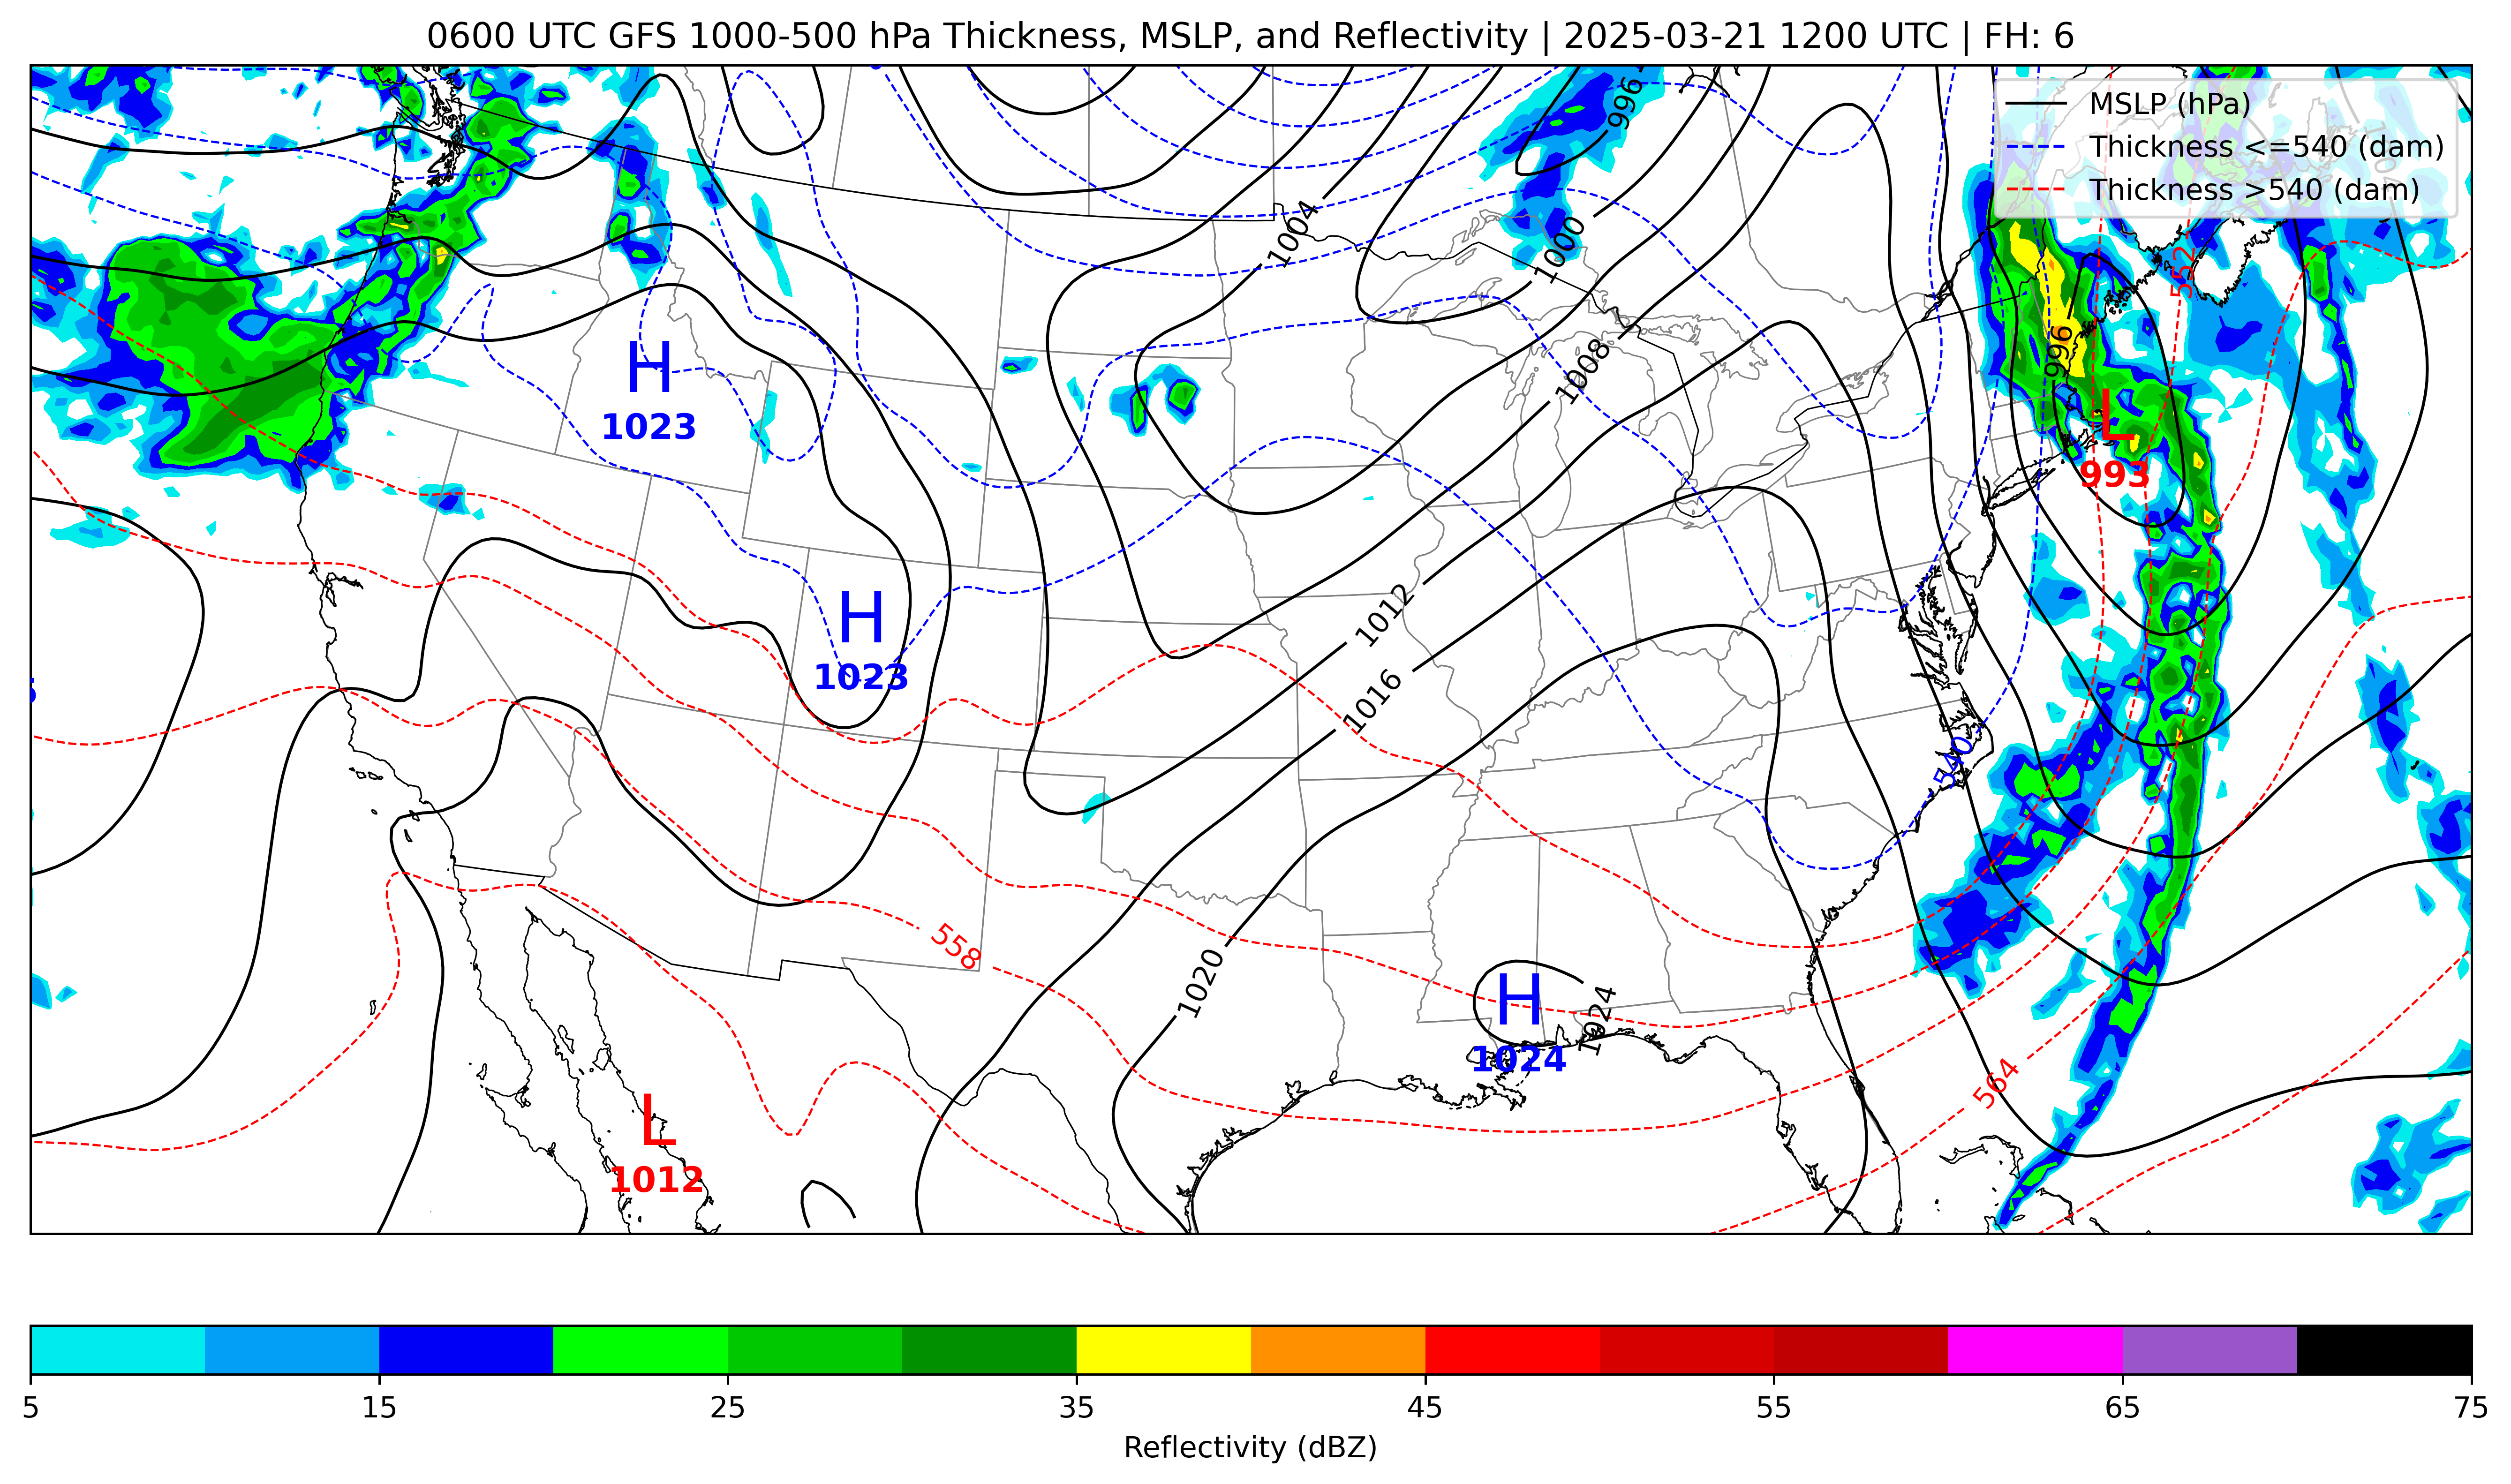 0600 UTC GFS 1000-500 hPa Thickness, MSLP, and Reflectivity | 2025-03-21 1200 UTC | FH: 6
MSLP (hPa)
Thickness <=540 (dam)
Thickness >540 (dam)
996
1004
1000
552
1008
996
H
1023
L
993
1012
H
1023
1016
540
558
1020
H
1024
1024
564
L
1012
5
15
25
35
45
55
65
75
Reflectivity (dBZ)